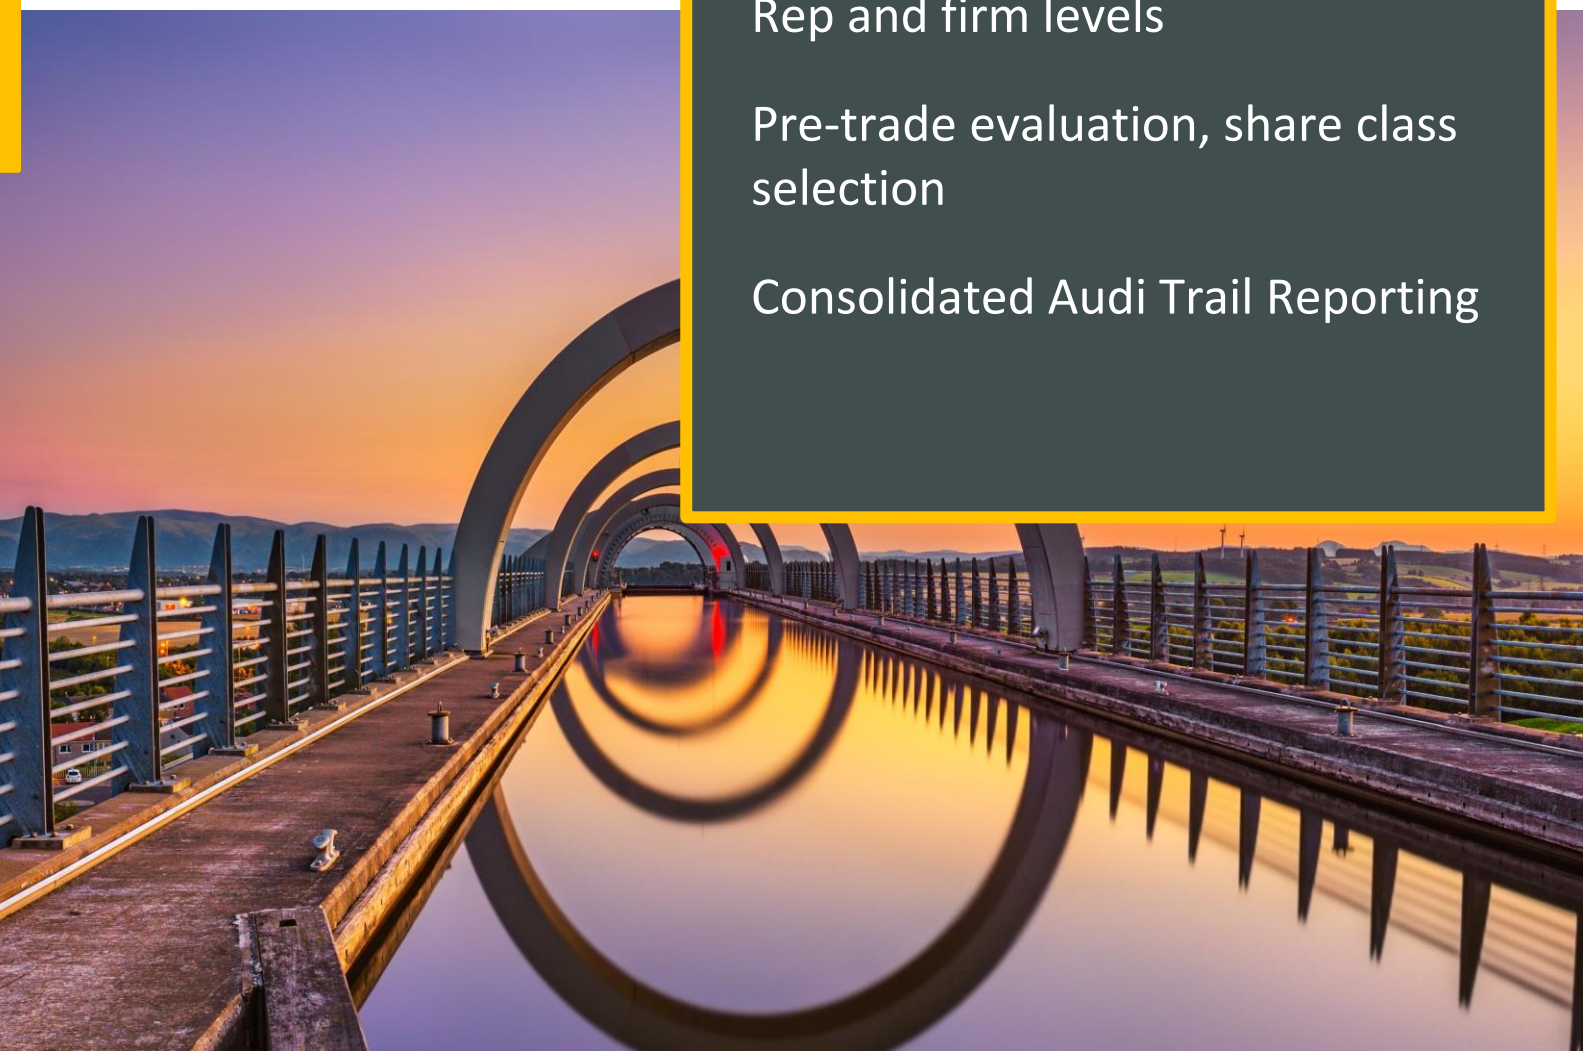 Rep and firm levels
Pre-trade evaluation, share class
selection
Consolidated Audi Trail Reporting